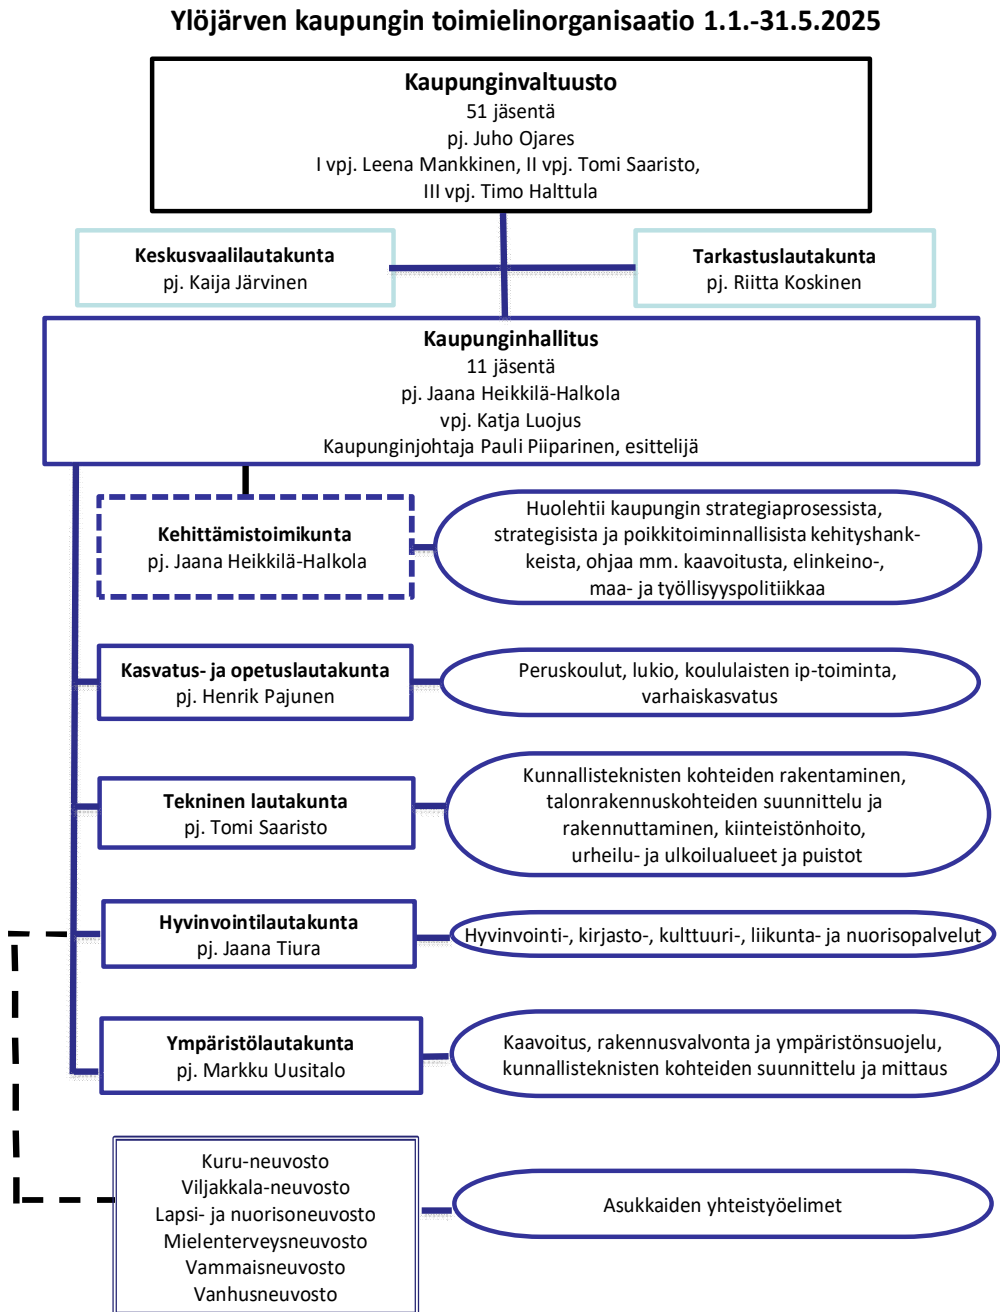 Ylöjärven kaupungin toimielinorganisaatio 1.1.-31.5.2025
Kaupunginvaltuusto
51 jäsentä
pj. Juho Ojares
I vpj. Leena Mankkinen, II vpj. Tomi Saaristo,
III vpj. Timo Halttula
Keskusvaalilautakunta
pj. Kaija Järvinen
Tarkastuslautakunta
pj. Riitta Koskinen
Kaupunginhallitus
11 jäsentä
pj. Jaana Heikkilä-Halkola
vpj. Katja Luojus
Kaupunginjohtaja Pauli Piiparinen, esittelijä
Kehittämistoimikunta
pj. Jaana Heikkilä-Halkola
Huolehtii kaupungin strategiaprosessista,
strategisista ja poikkitoiminnallisista kehityshank-
keista, ohjaa mm. kaavoitusta, elinkeino-,
maa- ja työllisyyspolitiikkaa
Kasvatus- ja opetuslautakunta
pj. Henrik Pajunen
Peruskoulut, lukio, koululaisten ip-toiminta,
varhaiskasvatus
Tekninen lautakunta
pj. Tomi Saaristo
Kunnallisteknisten kohteiden rakentaminen,
talonrakennuskohteiden suunnittelu ja
rakennuttaminen, kiinteistönhoito,
urheilu- ja ulkoilualueet ja puistot
Hyvinvointilautakunta
pj. Jaana Tiura
Hyvinvointi-, kirjasto-, kulttuuri-, liikunta- ja nuorisopalvelut
Ympäristölautakunta
pj. Markku Uusitalo
Kaavoitus, rakennusvalvonta ja ympäristönsuojelu,
kunnallisteknisten kohteiden suunnittelu ja mittaus
Kuru-neuvosto
Viljakkala-neuvosto
Lapsi- ja nuorisoneuvosto
Mielenterveysneuvosto
Vammaisneuvosto
Vanhusneuvosto
Asukkaiden yhteistyöelimet